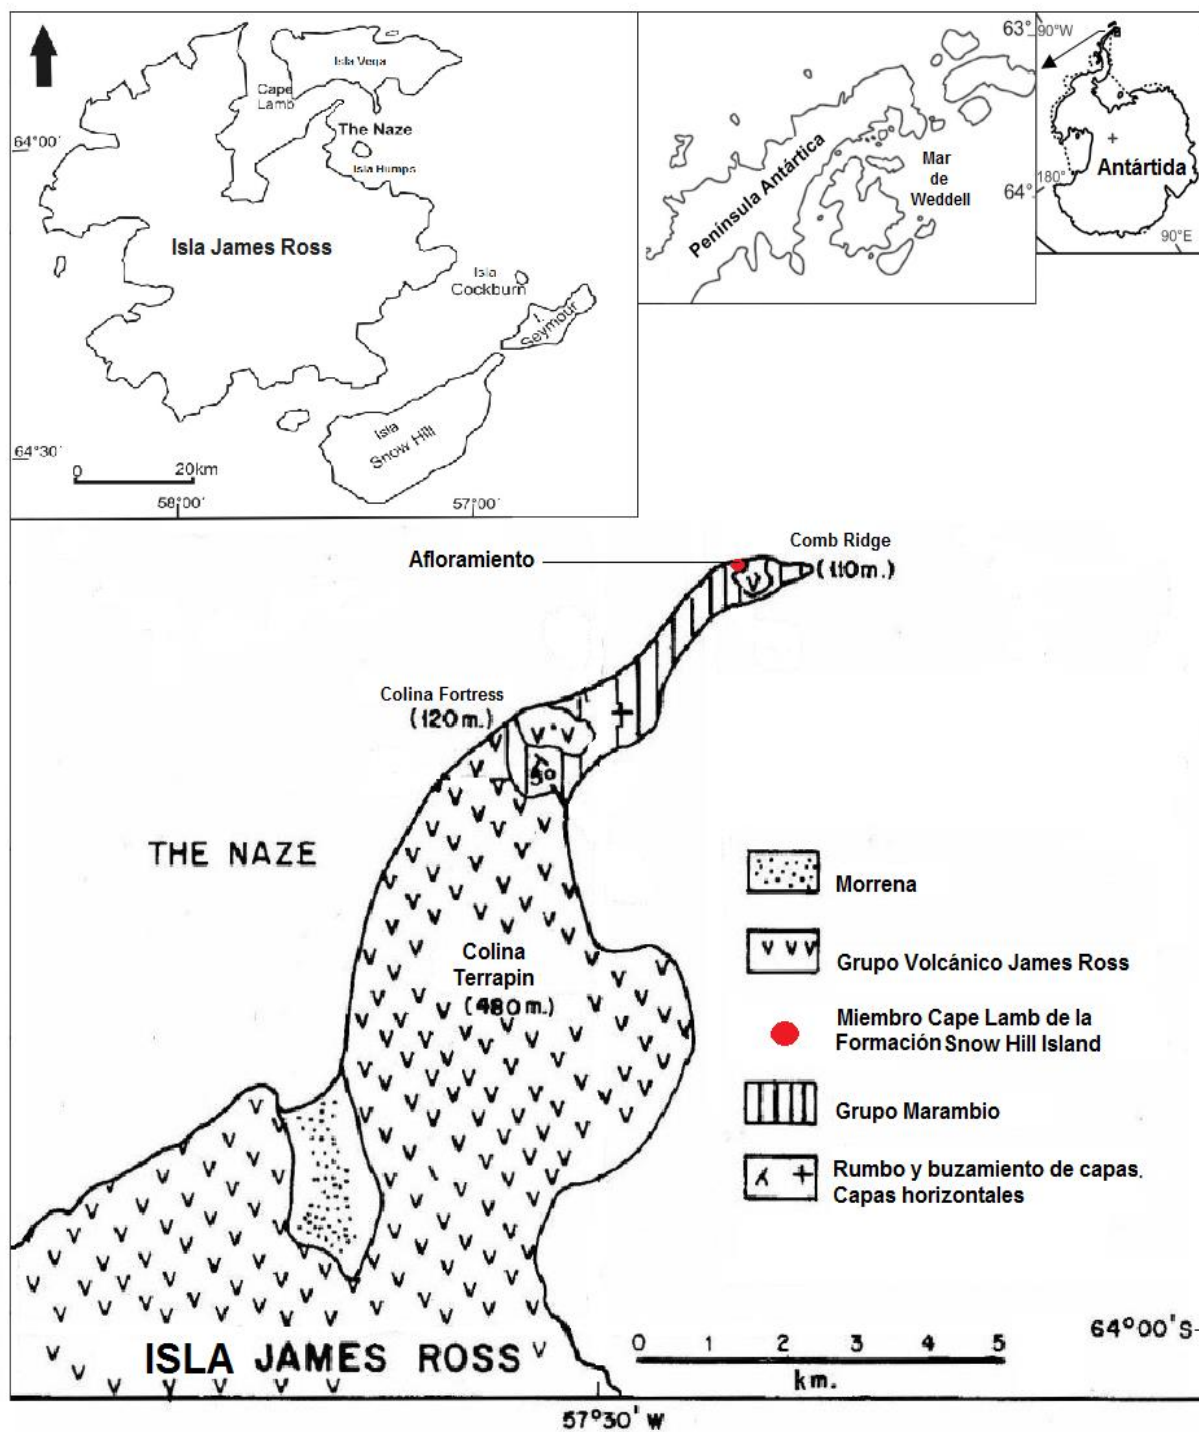 Isla Vega
Cape
Lamb
The Naze
64°00´
Isla Humps
Isla James Ross
Isla
Cockburn
I.
Seymour
Isla
Snow Hill
64°30´
0
20km
58°00´
57°00´
63°
90°W
Península Antártica
Mar
de
Weddell
64°
180°
Antártida
90°E
Afloramiento
Comb Ridge
(110m.)
Colina Fortress
(120m.)
5°
THE NAZE
Colina
Terrapin
(480m.)
Morrena
Grupo Volcánico James Ross
Miembro Cape Lamb de la
Formación Snow Hill Island
Grupo Marambio
Rumbo y buzamiento de capas.
Capas horizontales
ISLA JAMES ROSS
0 1 2 3 4 5
km.
64°00'S
57°30'W